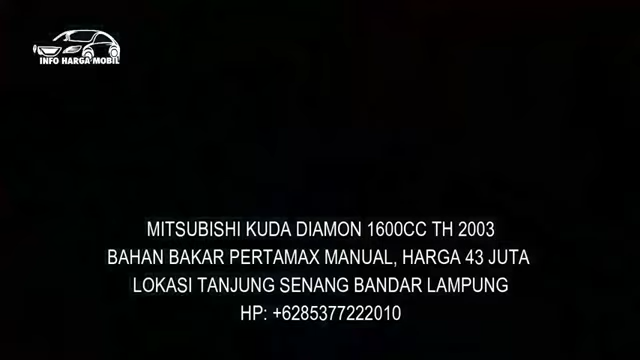 INFO HARGA MOBIL
MITSUBISHI KUDA DIAMON 1600CC TH 2003
BAHAN BAKAR PERTAMAX MANUAL, HARGA 43 JUTA
LOKASI TANJUNG SENANG BANDAR LAMPUNG
HP: +6285377222010